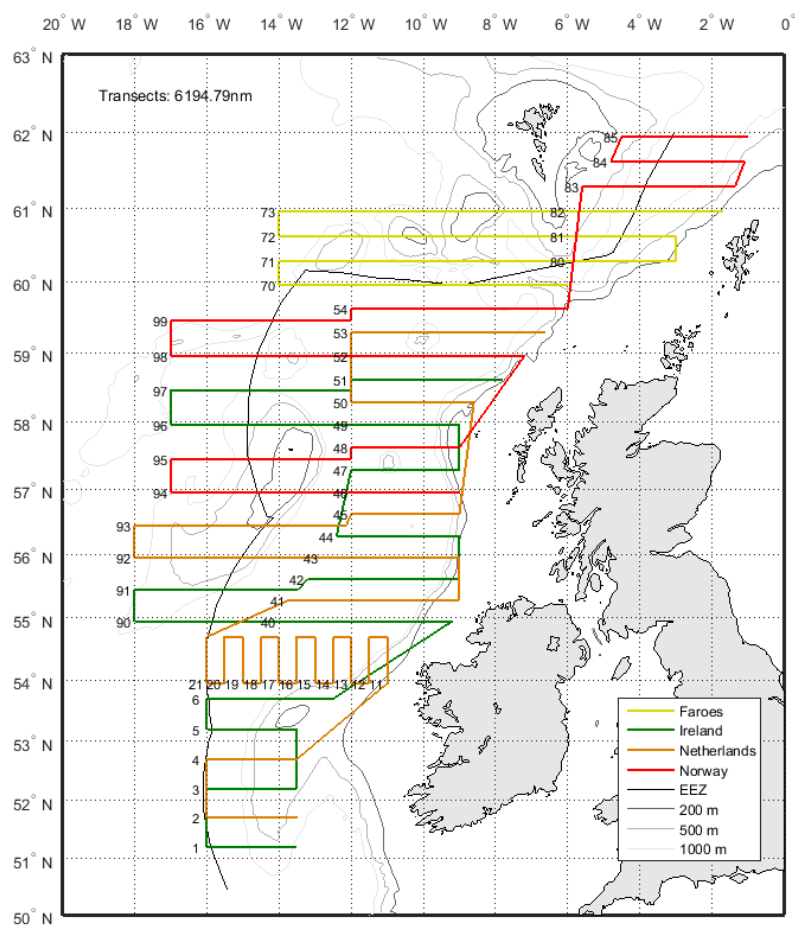 20° W 18° W 16° W 14° W 12° W 10° W 8° W 6° W 4° W 2° W 0°
63° N
Transects: 6194.79nm
62° N
85
84
83
61° N
73
82
72
81
71
80
60° N
70
54
99
53
59° N
98
52
51
97
50
58° N
96
49
48
95
47
57° N
94
46
45
93
44
56° N
92
43
42
91
41
55° N
90
40
54° N
21 20 19 18 17 16 15 14 13 12 11
6
5
53° N
4
3
52° N
2
1
51° N
50° N
Faroes
Ireland
Netherlands
Norway
EEZ
200 m
500 m
1000 m